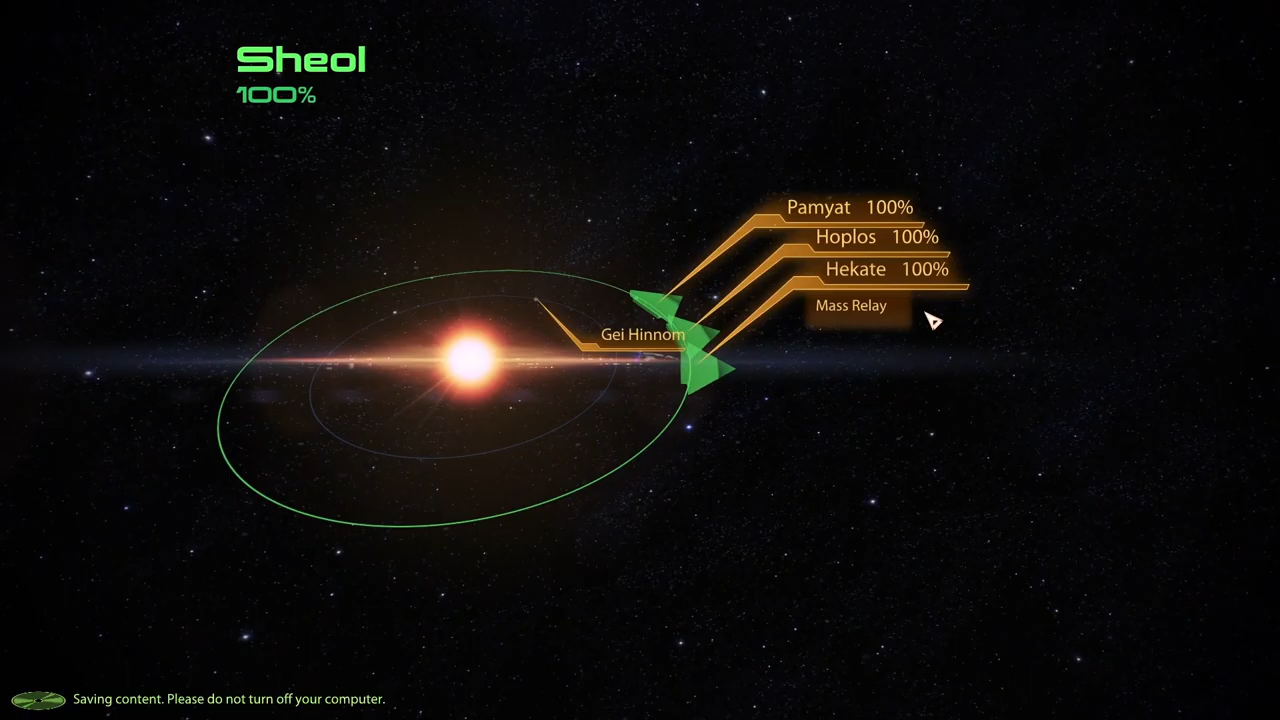 Sheol
100%
Pamyat 100%
Hoplos 100%
Hekate 100%
Mass Relay
Gei Hinnom
Saving content. Please do not turn off your computer.